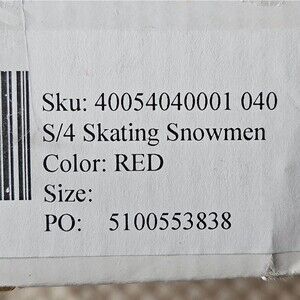 Sku: 40054040001 040
S/4 Skating Snowmen
Color: RED
Size:
PO: 5100553838